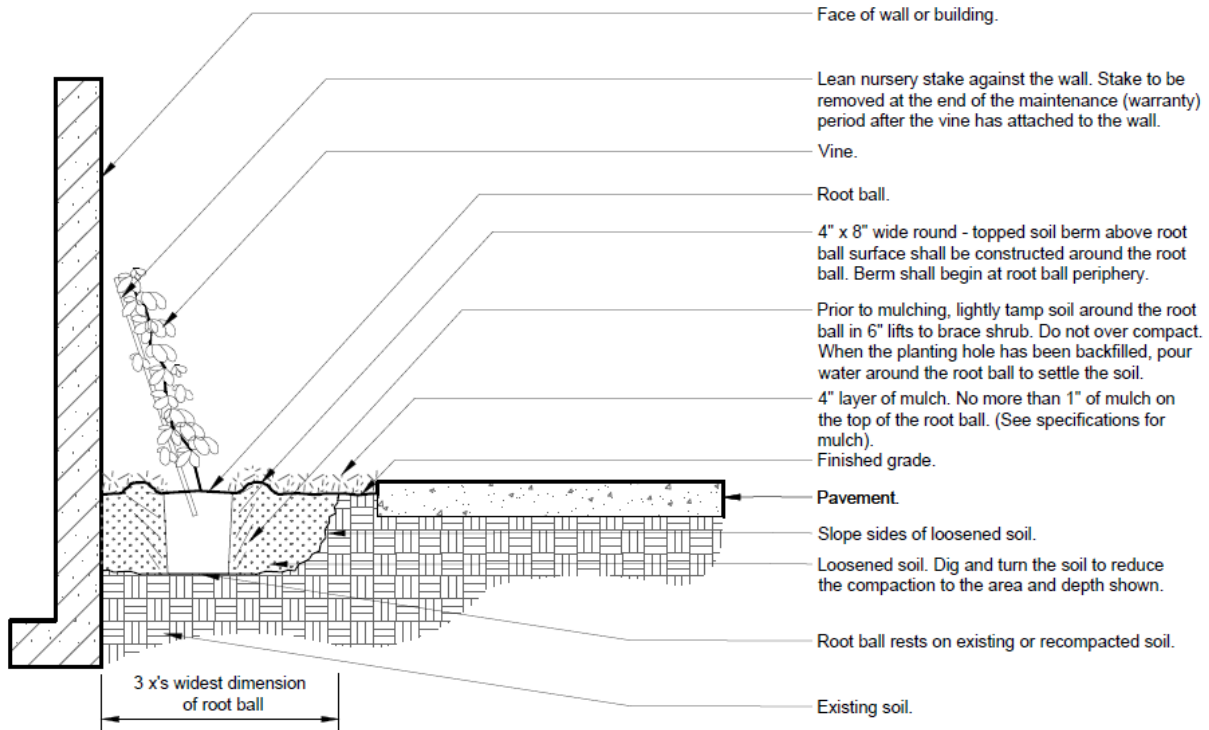 Face of wall or building.
Lean nursery stake against the wall. Stake to be
removed at the end of the maintenance (warranty)
period after the vine has attached to the wall.
Vine.
Root ball.
4" x 8" wide round - topped soil berm above root
ball surface shall be constructed around the root
ball. Berm shall begin at root ball periphery.
Prior to mulching, lightly tamp soil around the root
ball in 6" lifts to brace shrub. Do not over compact.
When the planting hole has been backfilled, pour
water around the root ball to settle the soil.
4" layer of mulch. No more than 1" of mulch on
the top of the root ball. (See specifications for
mulch).
Finished grade.
Pavement.
Slope sides of loosened soil.
Loosened soil. Dig and turn the soil to reduce
the compaction to the area and depth shown.
Root ball rests on existing or recompacted soil.
3 x's widest dimension
of root ball
Existing soil.